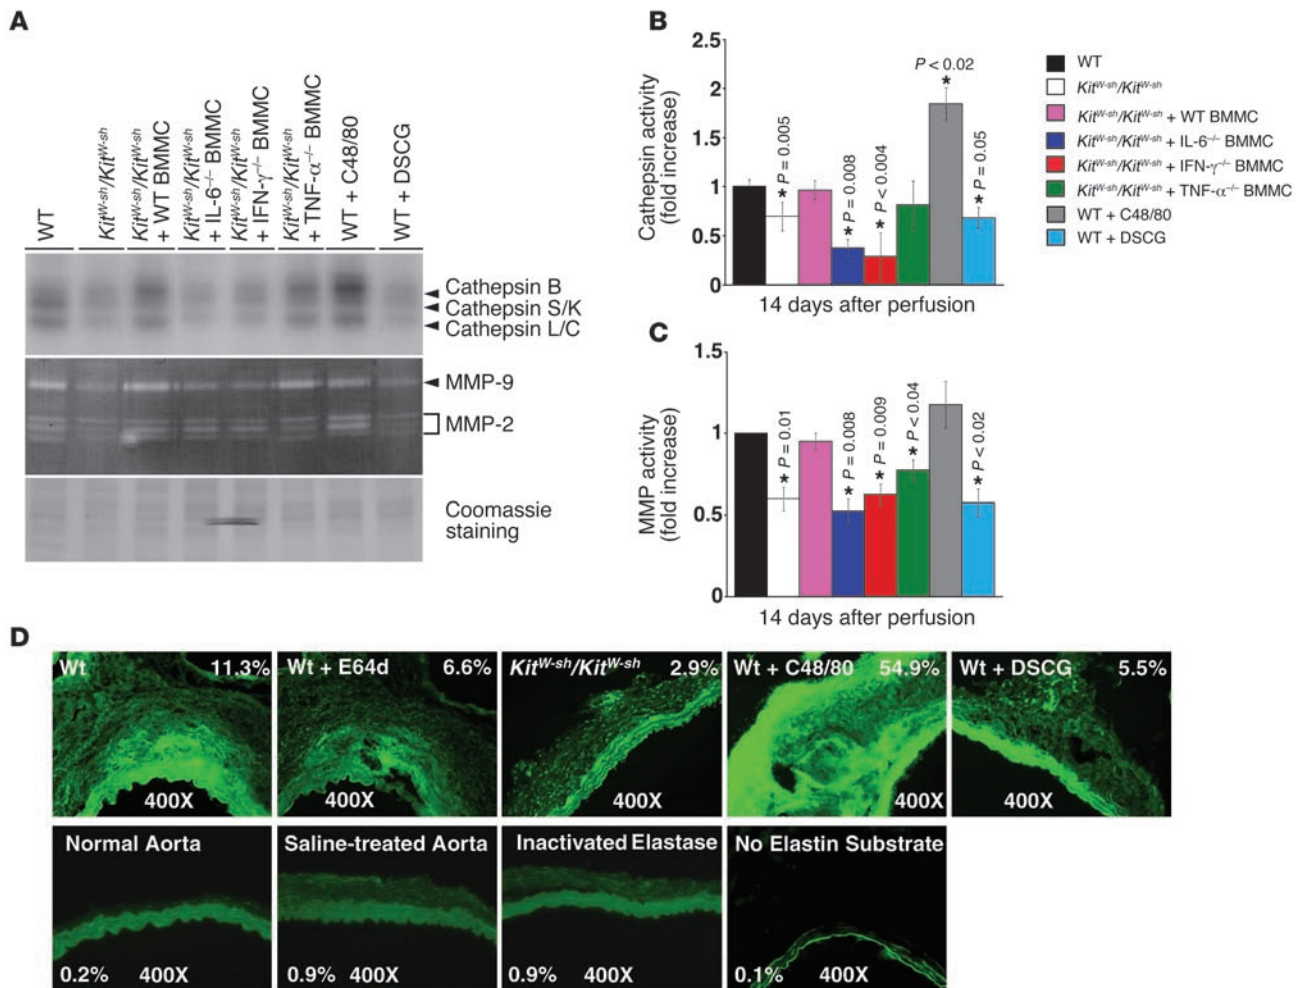 A
WT
Kit^W-sh/Kit^W-sh
Kit^W-sh/Kit^W-sh
+ WT BMMC
Kit^W-sh/Kit^W-sh
+ IL-6–/– BMMC
Kit^W-sh/Kit^W-sh
+ IFN-γ–/– BMMC
Kit^W-sh/Kit^W-sh
+ TNF-α–/– BMMC
WT + C48/80
WT + DSCG
Cathepsin B
Cathepsin S/K
Cathepsin L/C
MMP-9
MMP-2
Coomassie
staining
B
Cathepsin activity
(fold increase)
2.5
2
1.5
1
0.5
0
* P = 0.005
* P = 0.008
* P < 0.004
P < 0.02
*
* P = 0.05
14 days after perfusion
WT
Kit^W-sh/Kit^W-sh
Kit^W-sh/Kit^W-sh + WT BMMC
Kit^W-sh/Kit^W-sh + IL-6–/– BMMC
Kit^W-sh/Kit^W-sh + IFN-γ–/– BMMC
Kit^W-sh/Kit^W-sh + TNF-α–/– BMMC
WT + C48/80
WT + DSCG
C
MMP activity
(fold increase)
1.5
1
0.5
0
* P = 0.01
* P = 0.008
* P = 0.009
* P < 0.04
* P < 0.02
14 days after perfusion
D
Wt 11.3%
400X
Wt + E64d 6.6%
400X
Kit^W-sh/Kit^W-sh 2.9%
400X
Wt + C48/80 54.9%
400X
Wt + DSCG 5.5%
400X
Normal Aorta
0.2% 400X
Saline-treated Aorta
0.9% 400X
Inactivated Elastase
0.9% 400X
No Elastin Substrate
0.1% 400X